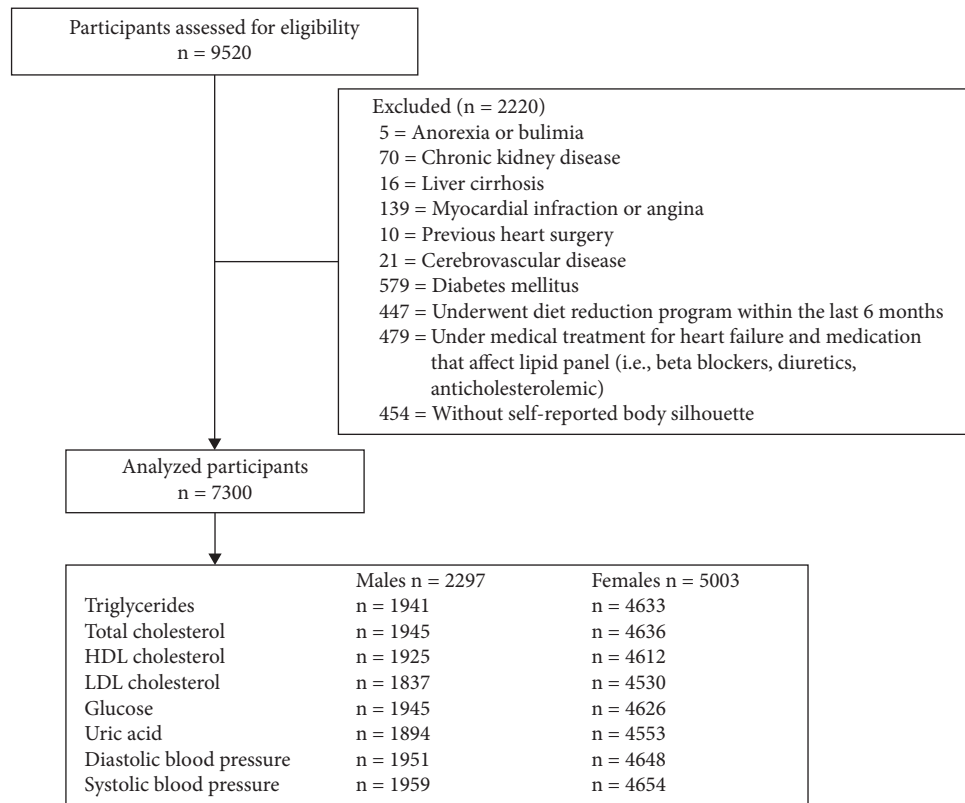 Participants assessed for eligibility
n = 9520
Excluded (n = 2220)
5 = Anorexia or bulimia
70 = Chronic kidney disease
16 = Liver cirrhosis
139 = Myocardial infraction or angina
10 = Previous heart surgery
21 = Cerebrovascular disease
579 = Diabetes mellitus
447 = Underwent diet reduction program within the last 6 months
479 = Under medical treatment for heart failure and medication
that affect lipid panel (i.e., beta blockers, diuretics,
anticholesterolemic)
454 = Without self-reported body silhouette
Analyzed participants
n = 7300
Males n = 2297 Females n = 5003
Triglycerides n = 1941 n = 4633
Total cholesterol n = 1945 n = 4636
HDL cholesterol n = 1925 n = 4612
LDL cholesterol n = 1837 n = 4530
Glucose n = 1945 n = 4626
Uric acid n = 1894 n = 4553
Diastolic blood pressure n = 1951 n = 4648
Systolic blood pressure n = 1959 n = 4654